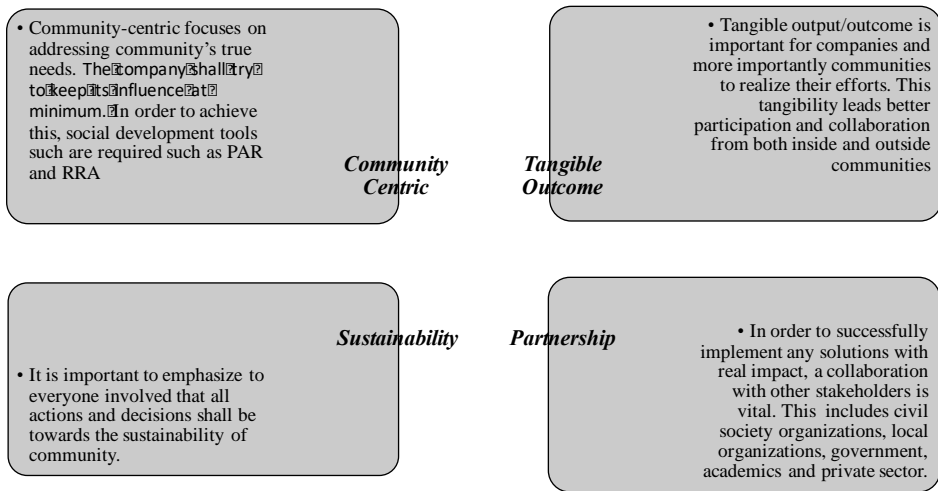 • Community-centric focuses on
addressing community's true
needs. The company shall try
to keep its influence at
minimum. In order to achieve
this, social development tools
such are required such as PAR
and RRA
Community
Centric
• Tangible output/outcome is
important for companies and
more importantly communities
to realize their efforts. This
tangibility leads better
participation and collaboration
from both inside and outside
communities
Tangible
Outcome
Sustainability
• It is important to emphasize to
everyone involved that all
actions and decisions shall be
towards the sustainability of
community.
Partnership
• In order to successfully
implement any solutions with
real impact, a collaboration
with other stakeholders is
vital. This includes civil
society organizations, local
organizations, government,
academics and private sector.